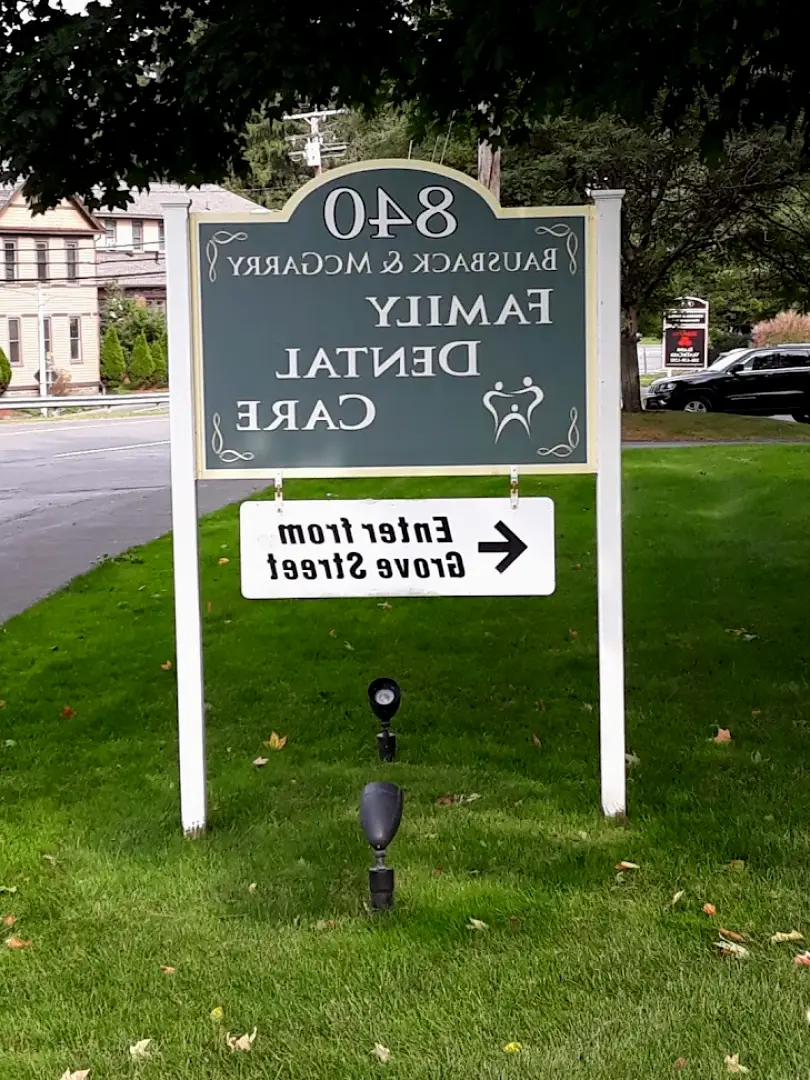 840
BAUSBACK & MCGARRY
FAMILY
DENTAL
CARE
Enter from
Grove Street